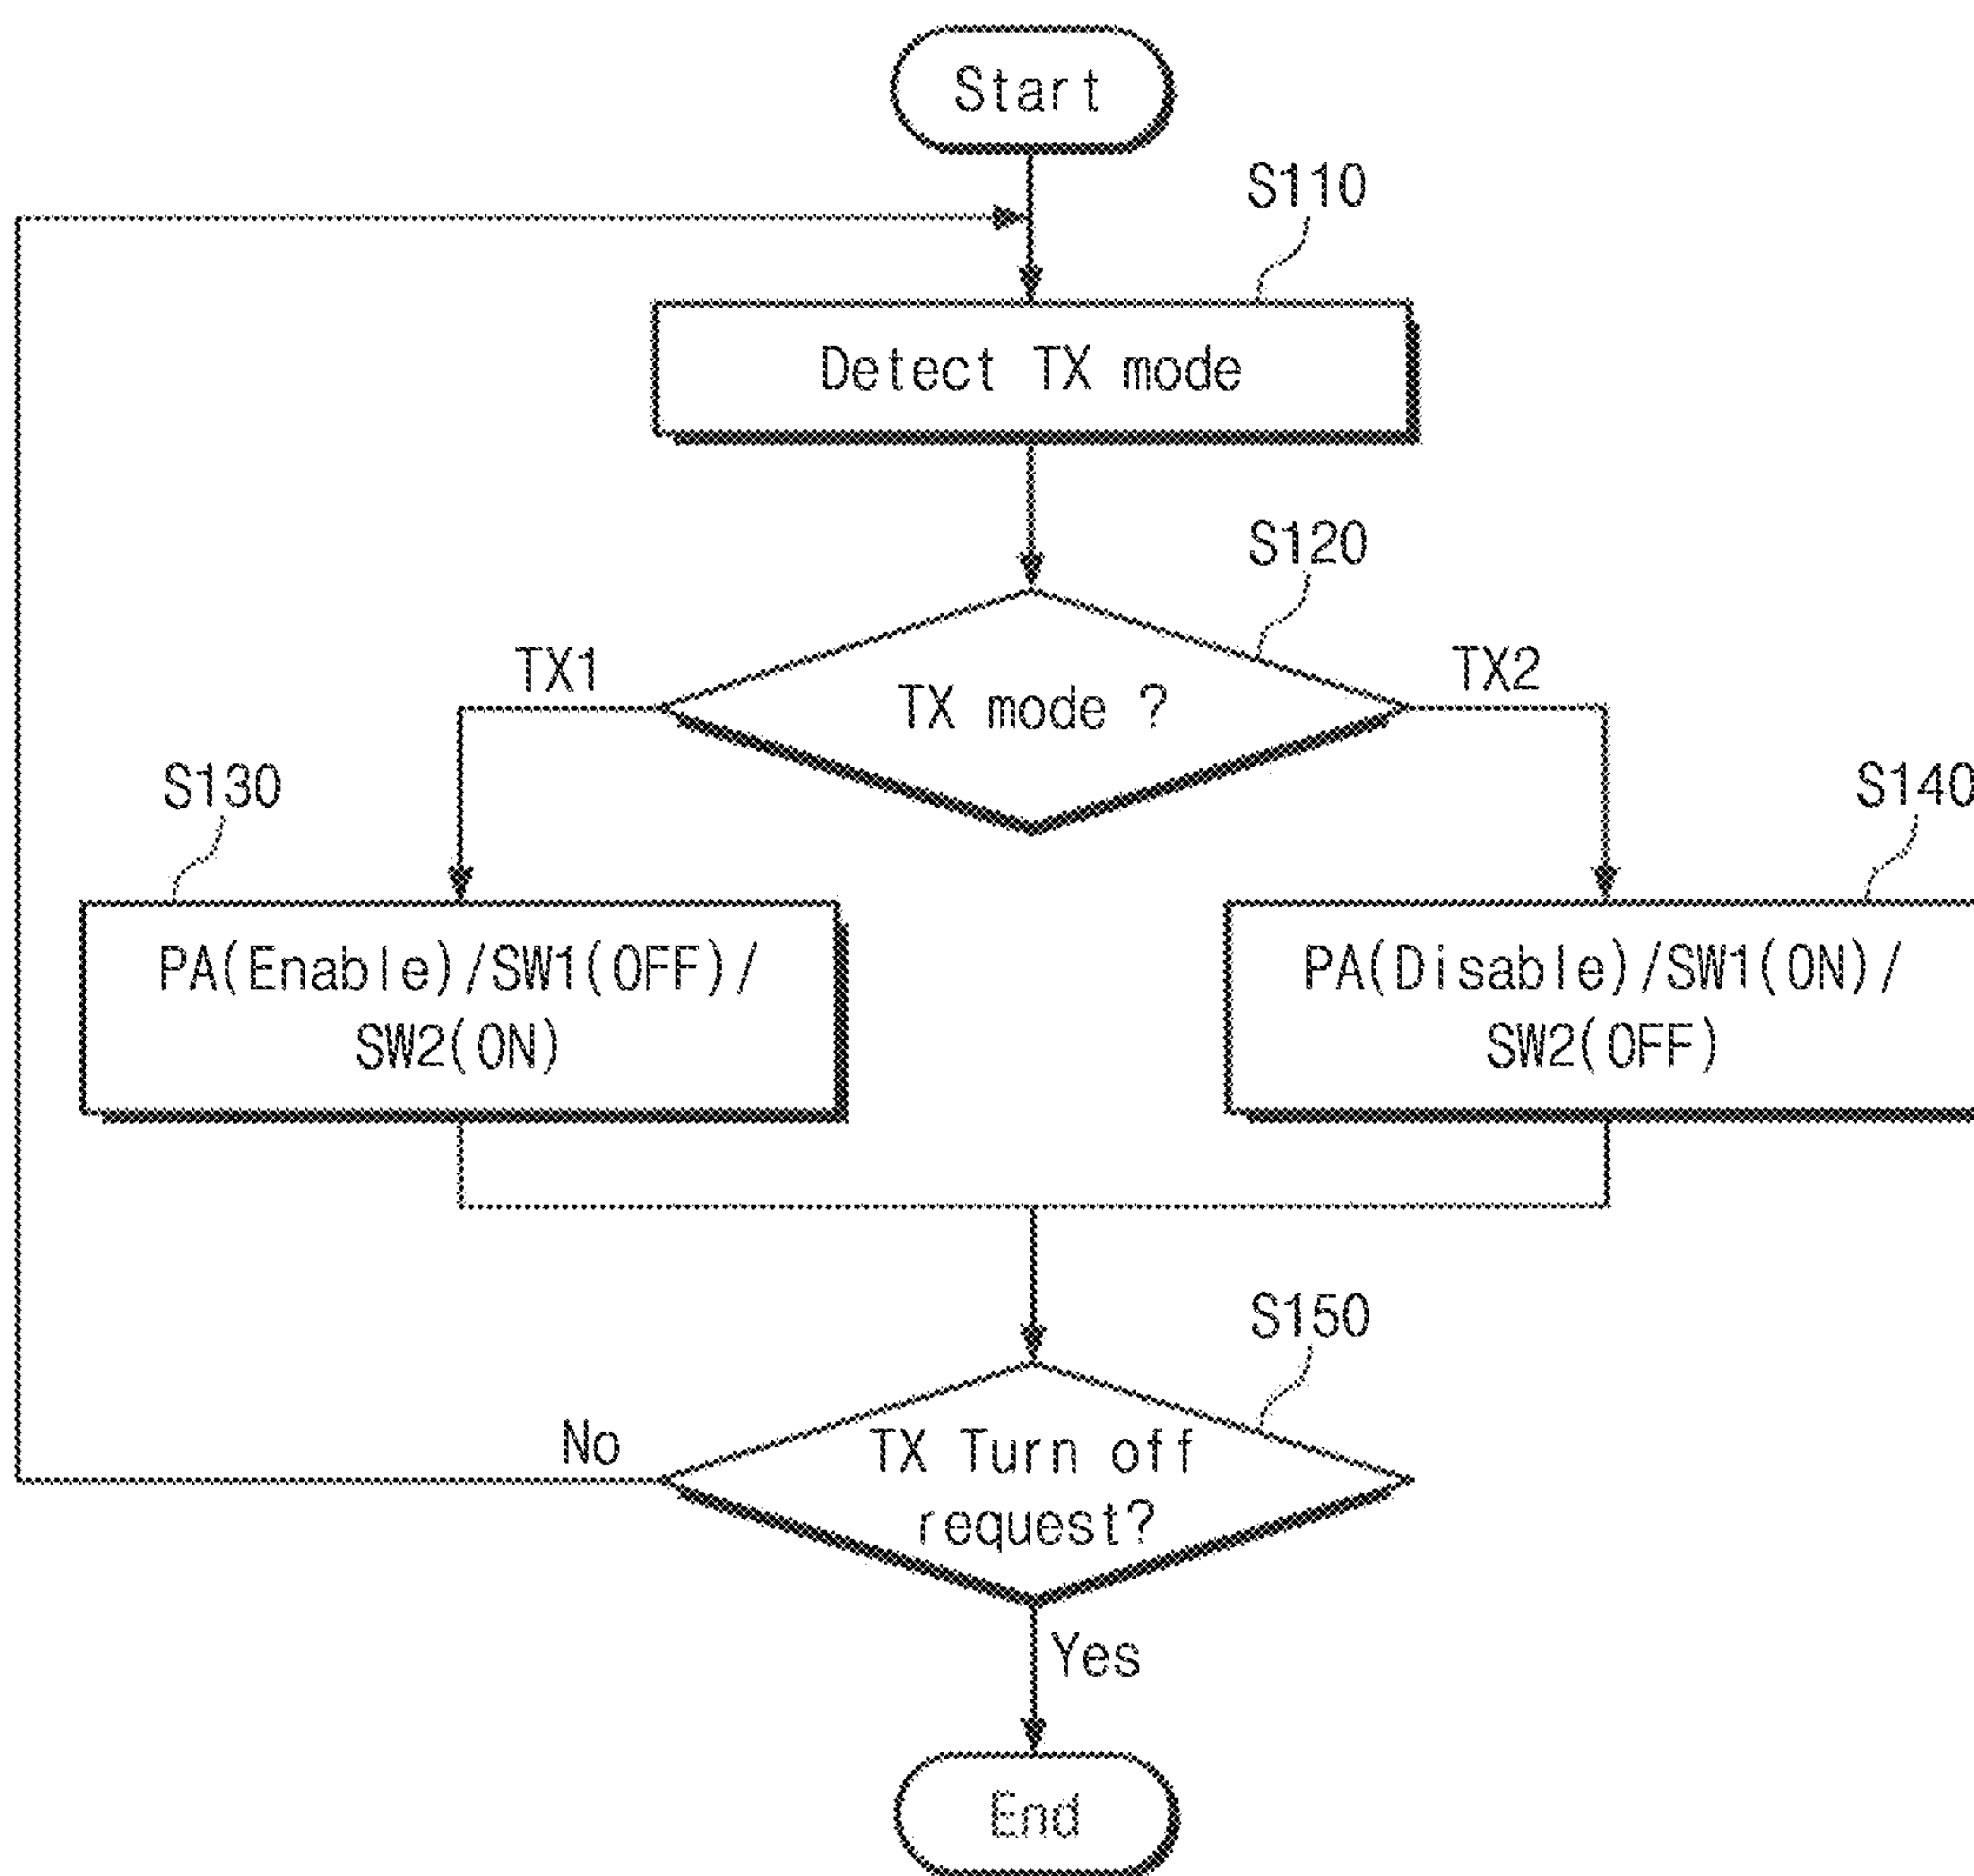 Start
S110
Detect TX mode
S120
TX1
TX mode ?
TX2
S130
S140
PA(Enable)/SW1(OFF)/
SW2(ON)
PA(Disable)/SW1(ON)/
SW2(OFF)
S150
No
TX Turn off
request?
Yes
End